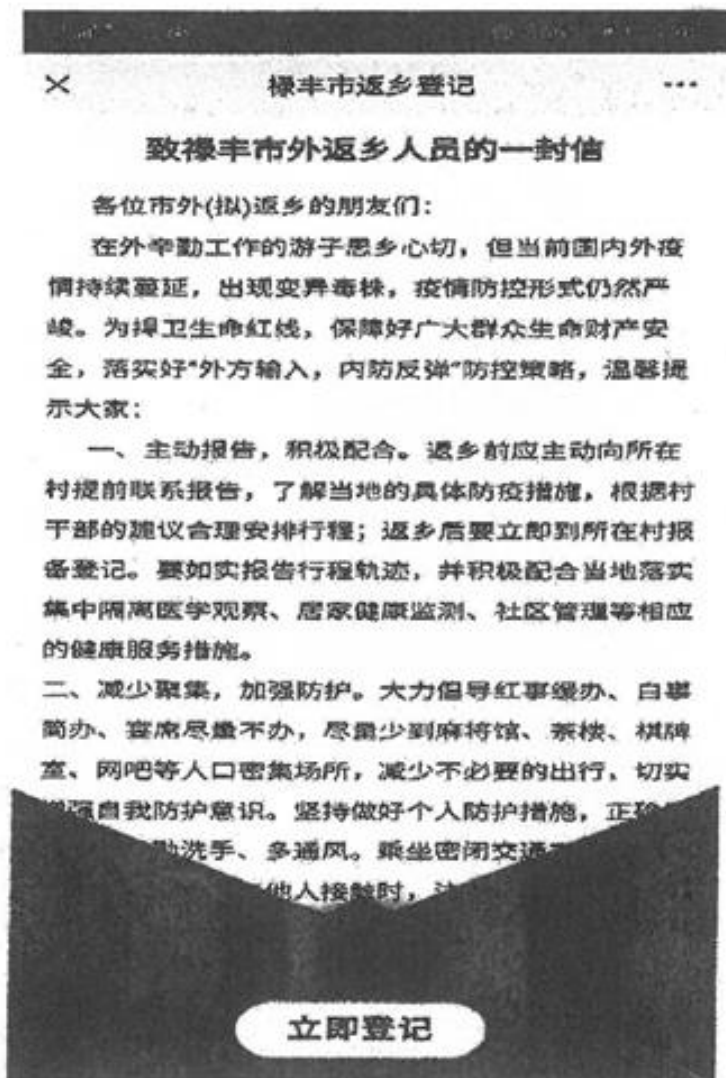 禄丰市返乡登记
致禄丰市外返乡人员的一封信
各位市外(拟)返乡的朋友们：
在外辛勤工作的游子思乡心切，但当前国内外疫
情持续蔓延，出现变异毒株，疫情防控形式仍然严
峻。为捍卫生命红线，保障好广大群众生命财产安
全，落实好“外方输入，内防反弹”防控策略，温馨提
示大家：
一、主动报告，积极配合。返乡前应主动向所在
村提前联系报告，了解当地的具体防疫措施，根据村
干部的建议合理安排行程；返乡后要立即到所在村报
备登记。要如实报告行程轨迹，并积极配合当地落实
集中隔离医学观察、居家健康监测、社区管理等相应
的健康服务措施。
二、减少聚集，加强防护。大力倡导红事缓办、白事
简办、宴席尽量不办，尽量少到麻将馆、茶楼、棋牌
室、网吧等人口密集场所，减少不必要的出行，切实
增强自我防护意识。坚持做好个人防护措施，正确
勤洗手、多通风。乘坐密闭交通
他人接触时，
立即登记